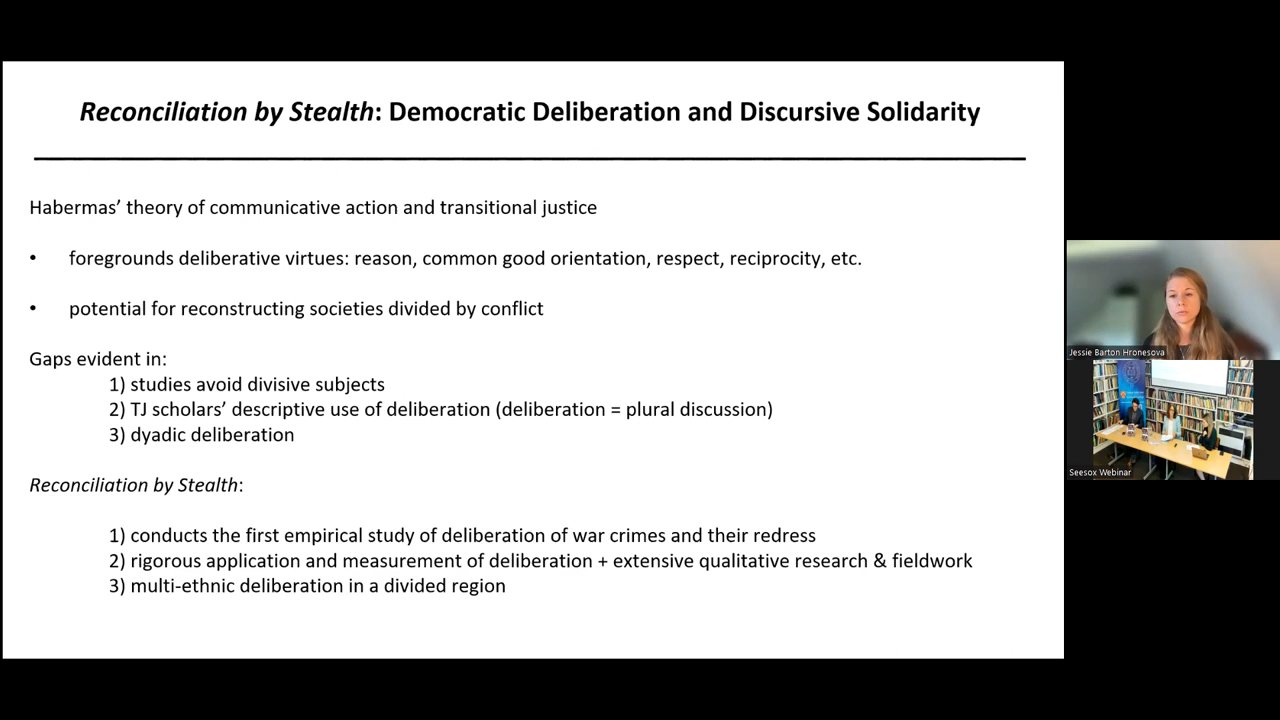 Reconciliation by Stealth: Democratic Deliberation and Discursive Solidarity
Habermas’ theory of communicative action and transitional justice
• foregrounds deliberative virtues: reason, common good orientation, respect, reciprocity, etc.
• potential for reconstructing societies divided by conflict
Gaps evident in:
1) studies avoid divisive subjects
2) TJ scholars’ descriptive use of deliberation (deliberation = plural discussion)
3) dyadic deliberation
Reconciliation by Stealth:
1) conducts the first empirical study of deliberation of war crimes and their redress
2) rigorous application and measurement of deliberation + extensive qualitative research & fieldwork
3) multi-ethnic deliberation in a divided region
Jessie Barton Hronesova
Seesox Webinar